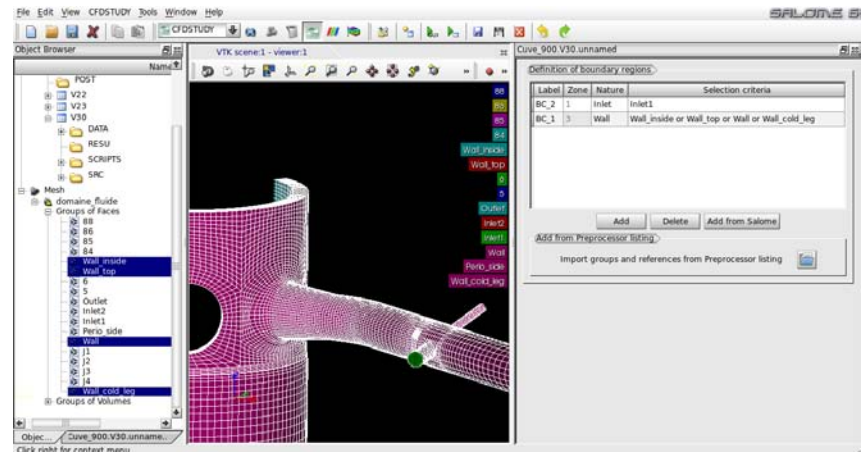 File Edit View CFDSTUDY Tools Window Help
SALOME 6
CFDSTUDY
Object Browser
Name
POST
V22
V23
V30
DATA
RESU
SCRIPTS
SRC
Mesh
domaine_fluide
Groups of Faces
88
86
85
84
Wall_inside
Wall_top
6
5
Outlet
Inlet2
Inlet1
Perio_side
Wall
J1
J2
J3
J4
Wall_cold_leg
Groups of Volumes
Objec... Cuve_900.V30.unname..
Click right for context menu
VTK scene:1 - viewer:1
88
86
85
84
Wall_inside
Wall_top
6
5
Outlet
Inlet2
Inlet1
Wall
Perio_side
Wall_cold_leg
Cuve_900.V30.unnamed
Definition of boundary regions
Label Zone Nature Selection criteria
BC_2 1 Inlet Inlet1
BC_1 3 Wall Wall_inside or Wall_top or Wall or Wall_cold_leg
Add Delete Add from Salome
Add from Preprocessor listing
Import groups and references from Preprocessor listing